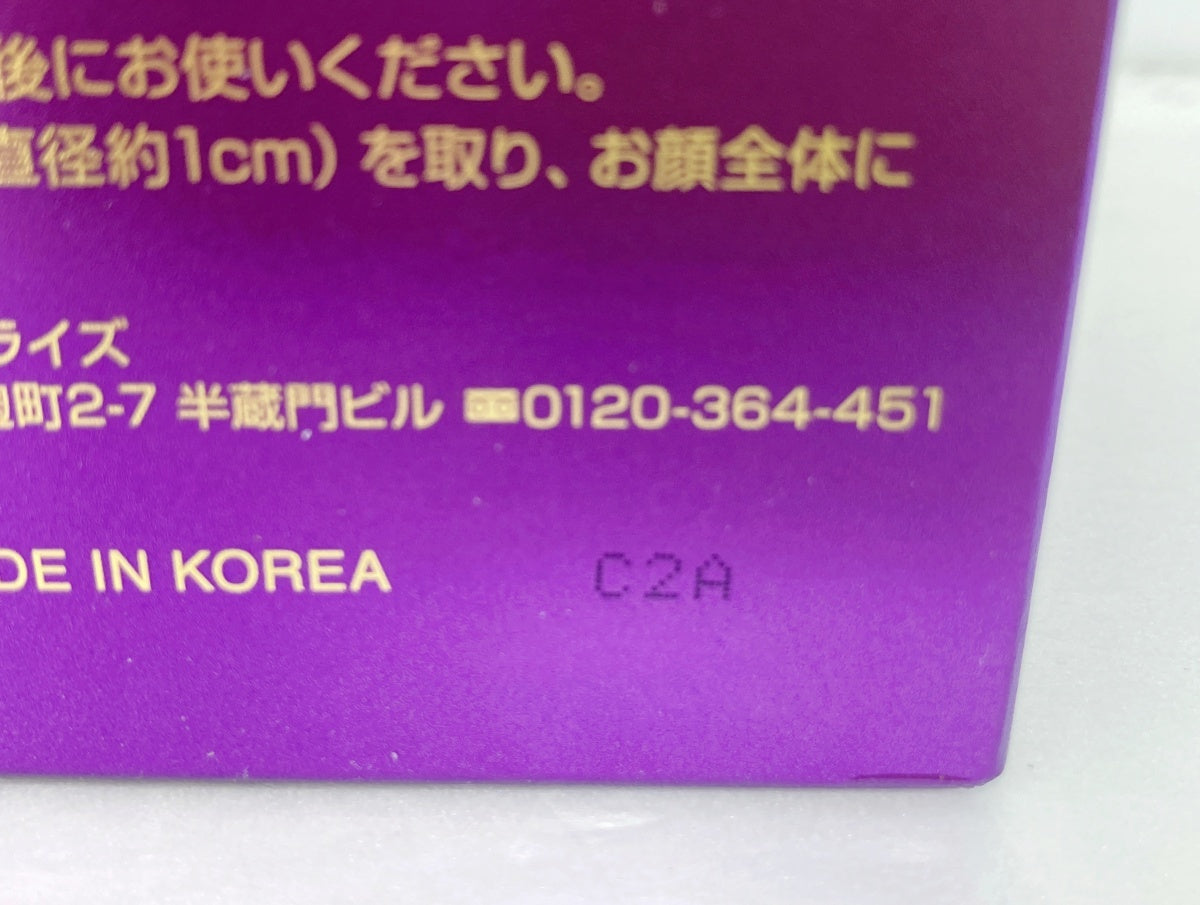 後にお使いください。
直径約1cm）を取り、お顔全体に
ライズ
町2-7 半蔵門ビル 0120-364-451
DE IN KOREA
C2A